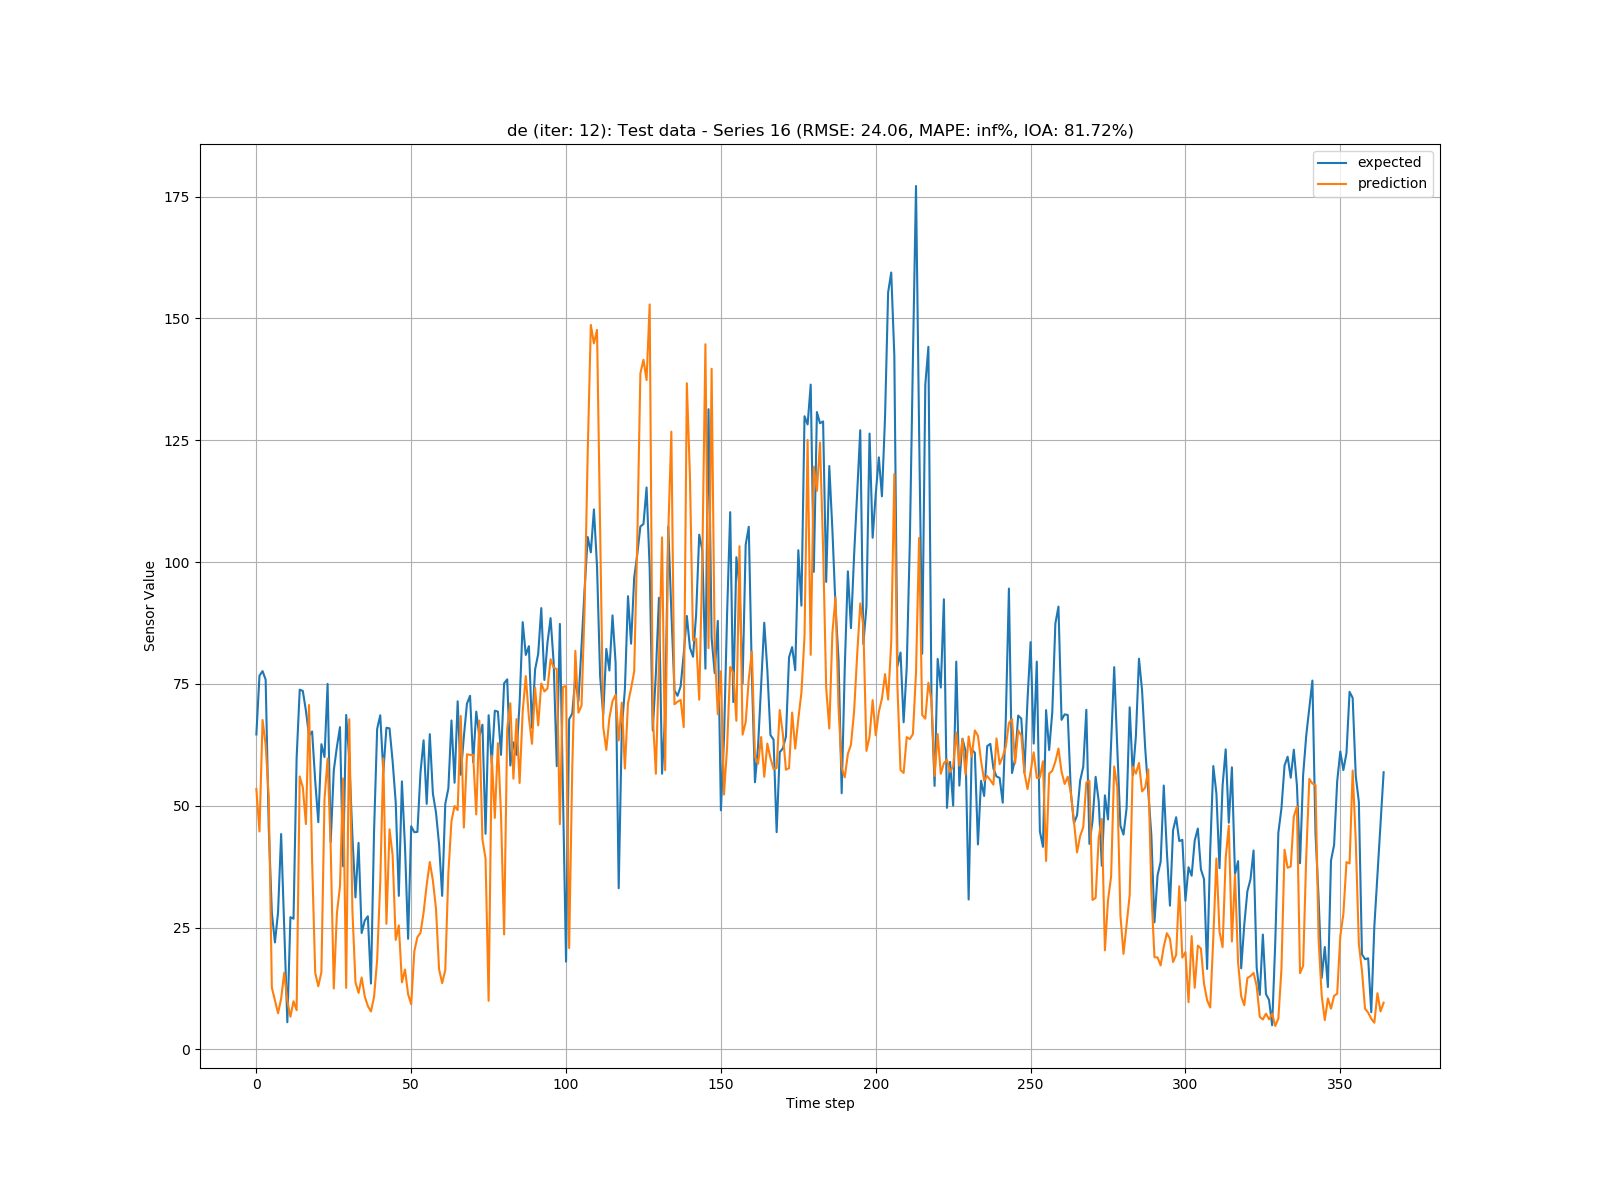 de (iter: 12): Test data - Series 16 (RMSE: 24.06, MAPE: inf%, IOA: 81.72%)
expected
prediction
175
150
125
100
75
50
25
0
Sensor Value
0 50 100 150 200 250 300 350
Time step